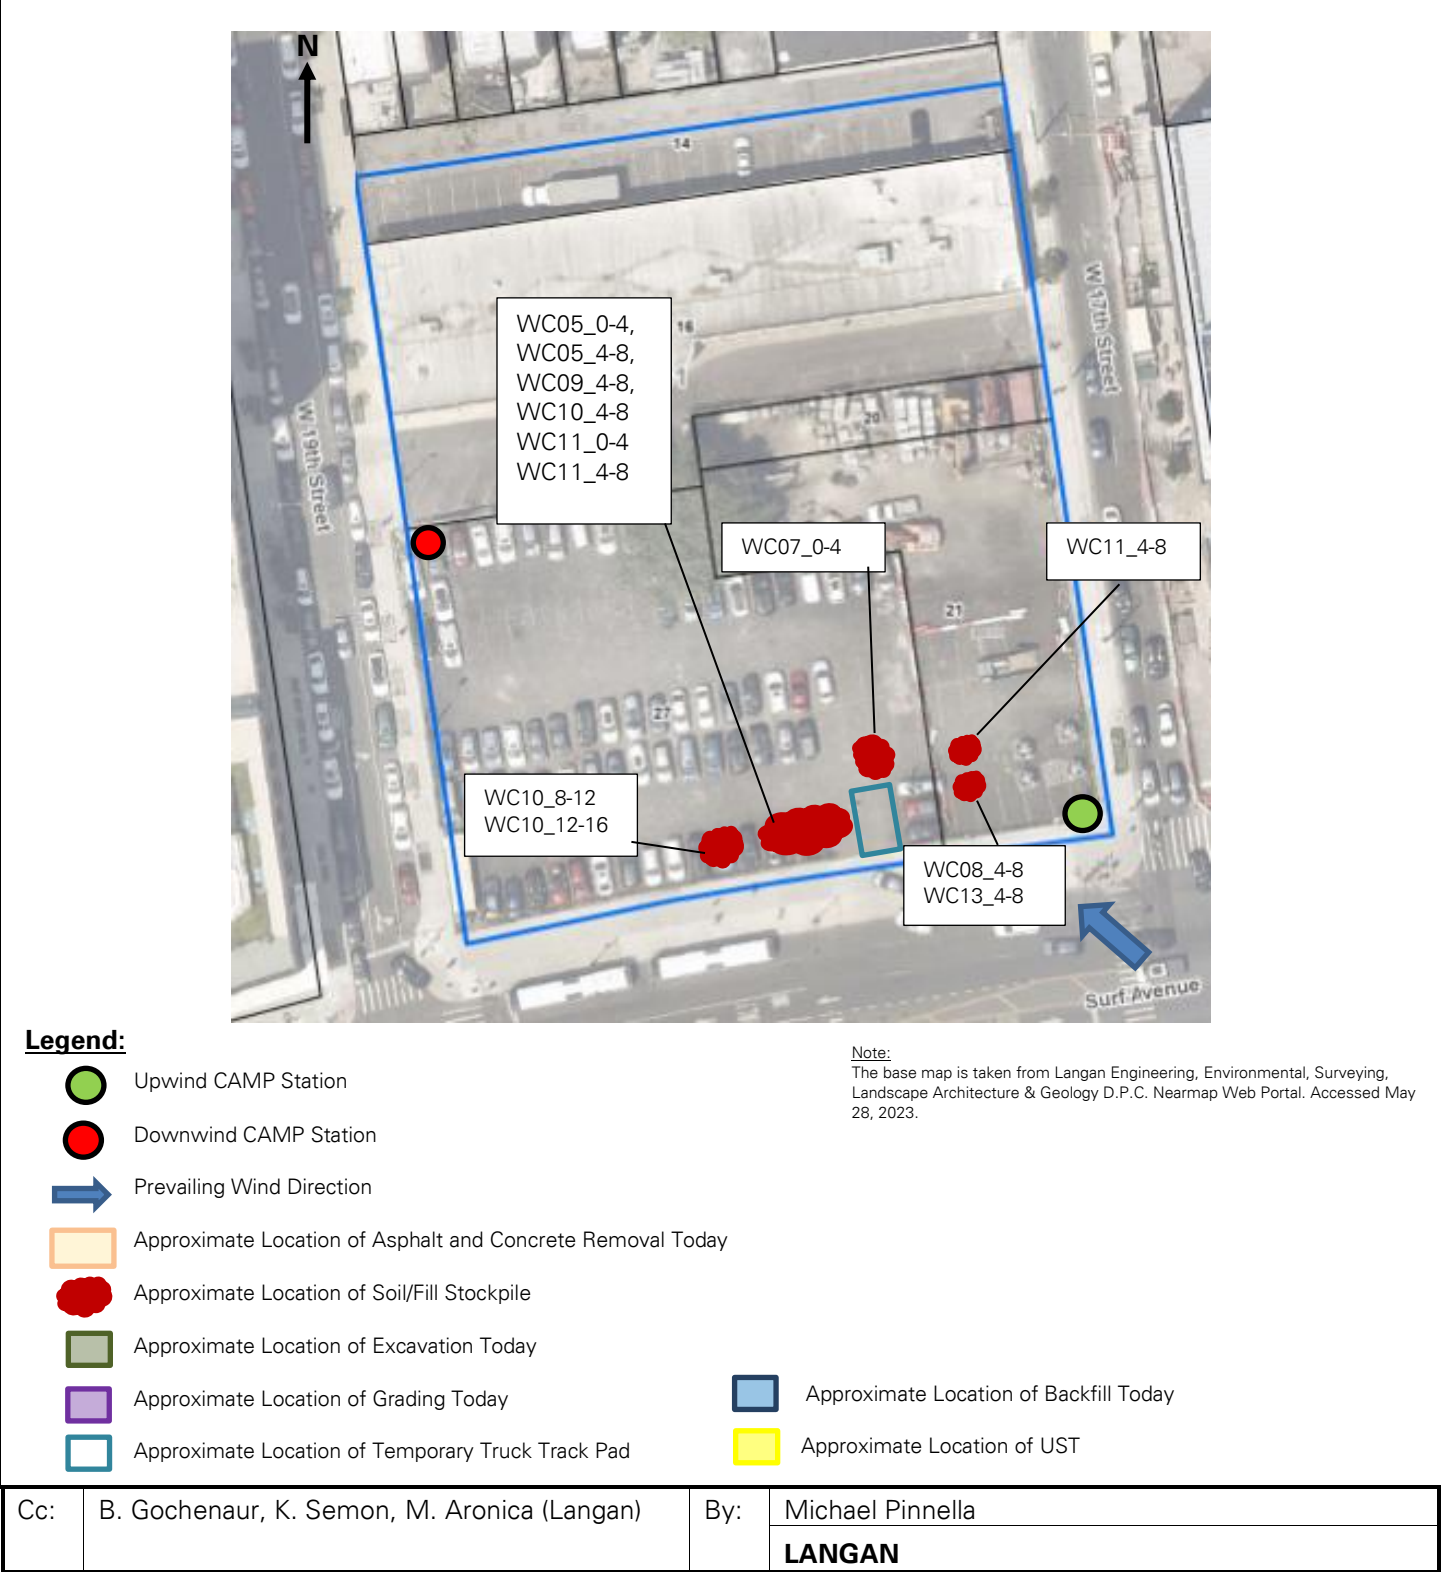 N
14
16
W 17th Street
W 19th Street
WC05_0-4,
WC05_4-8,
WC09_4-8,
WC10_4-8
WC11_0-4
WC11_4-8
20
WC07_0-4
WC11_4-8
21
27
WC10_8-12
WC10_12-16
WC08_4-8
WC13_4-8
Surf Avenue
Legend:
Upwind CAMP Station
Downwind CAMP Station
Prevailing Wind Direction
Approximate Location of Asphalt and Concrete Removal Today
Approximate Location of Soil/Fill Stockpile
Approximate Location of Excavation Today
Approximate Location of Grading Today
Approximate Location of Temporary Truck Track Pad
Approximate Location of Backfill Today
Approximate Location of UST
Note:
The base map is taken from Langan Engineering, Environmental, Surveying,
Landscape Architecture & Geology D.P.C. Nearmap Web Portal. Accessed May
28, 2023.
Cc: B. Gochenaur, K. Semon, M. Aronica (Langan) By: Michael Pinnella
LANGAN